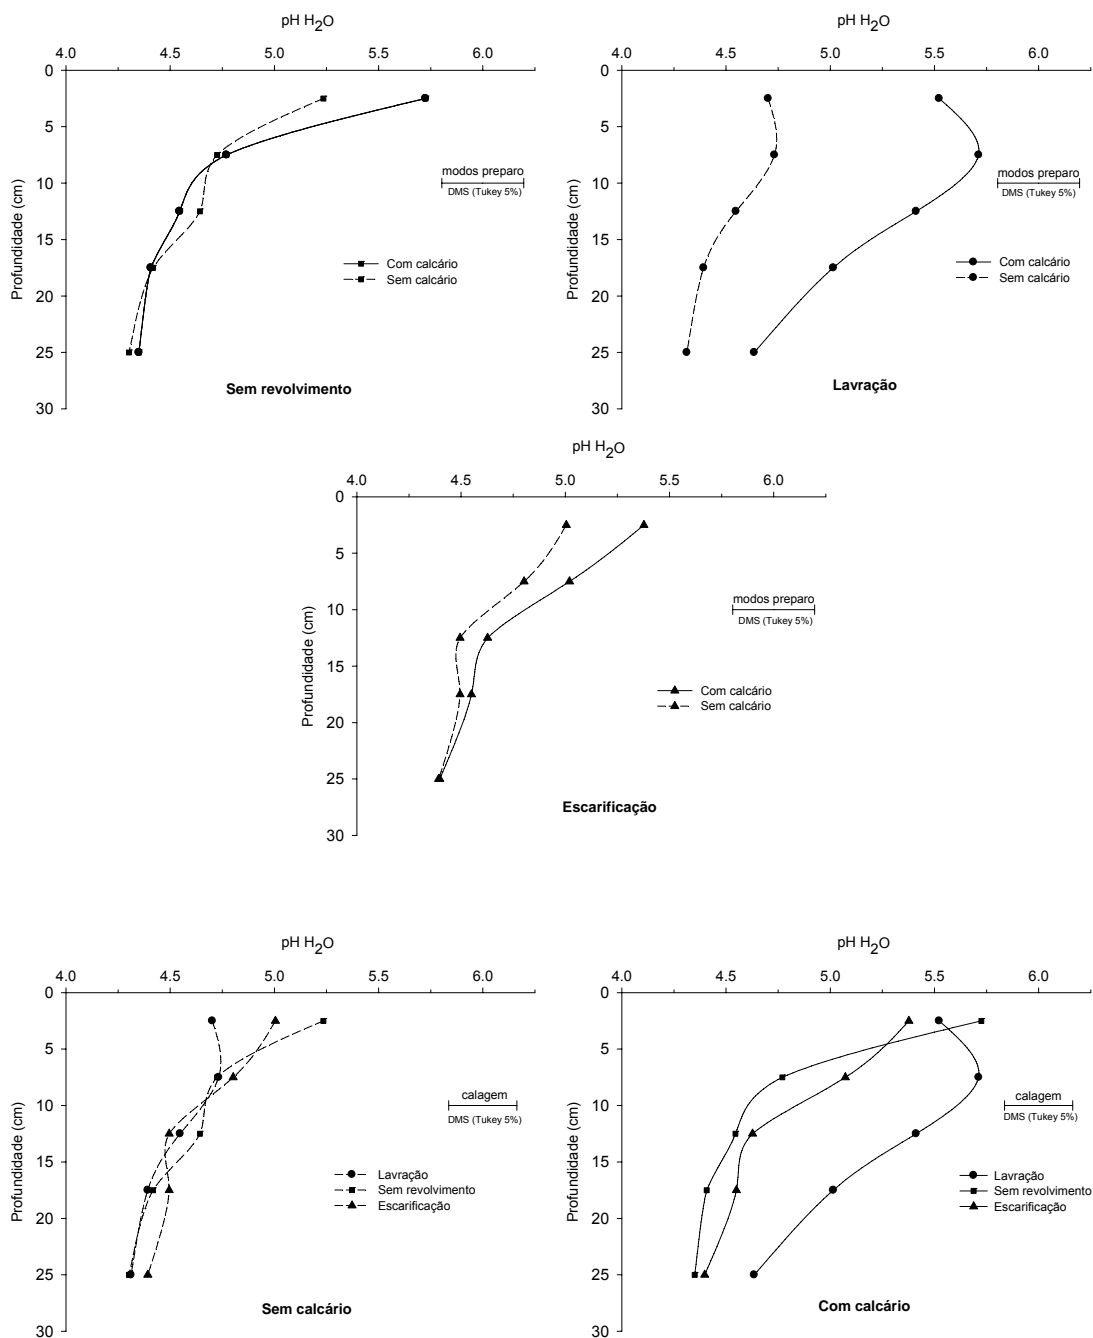 pH H2O
4.0 4.5 5.0 5.5 6.0
0
5
10
15
20
25
30
Profundidade (cm)
modos preparo
DMS (Tukey 5%)
Com calcário
Sem calcário
Sem revolvimento
pH H2O
4.0 4.5 5.0 5.5 6.0
0
5
10
15
20
25
30
Profundidade (cm)
modos preparo
DMS (Tukey 5%)
Com calcário
Sem calcário
Lavração
pH H2O
4.0 4.5 5.0 5.5 6.0
0
5
10
15
20
25
30
Profundidade (cm)
modos preparo
DMS (Tukey 5%)
Com calcário
Sem calcário
Escarificação
pH H2O
4.0 4.5 5.0 5.5 6.0
0
5
10
15
20
25
30
Profundidade (cm)
calagem
DMS (Tukey 5%)
Lavração
Sem revolvimento
Escarificação
Sem calcário
pH H2O
4.0 4.5 5.0 5.5 6.0
0
5
10
15
20
25
30
Profundidade (cm)
calagem
DMS (Tukey 5%)
Lavração
Sem revolvimento
Escarificação
Com calcário